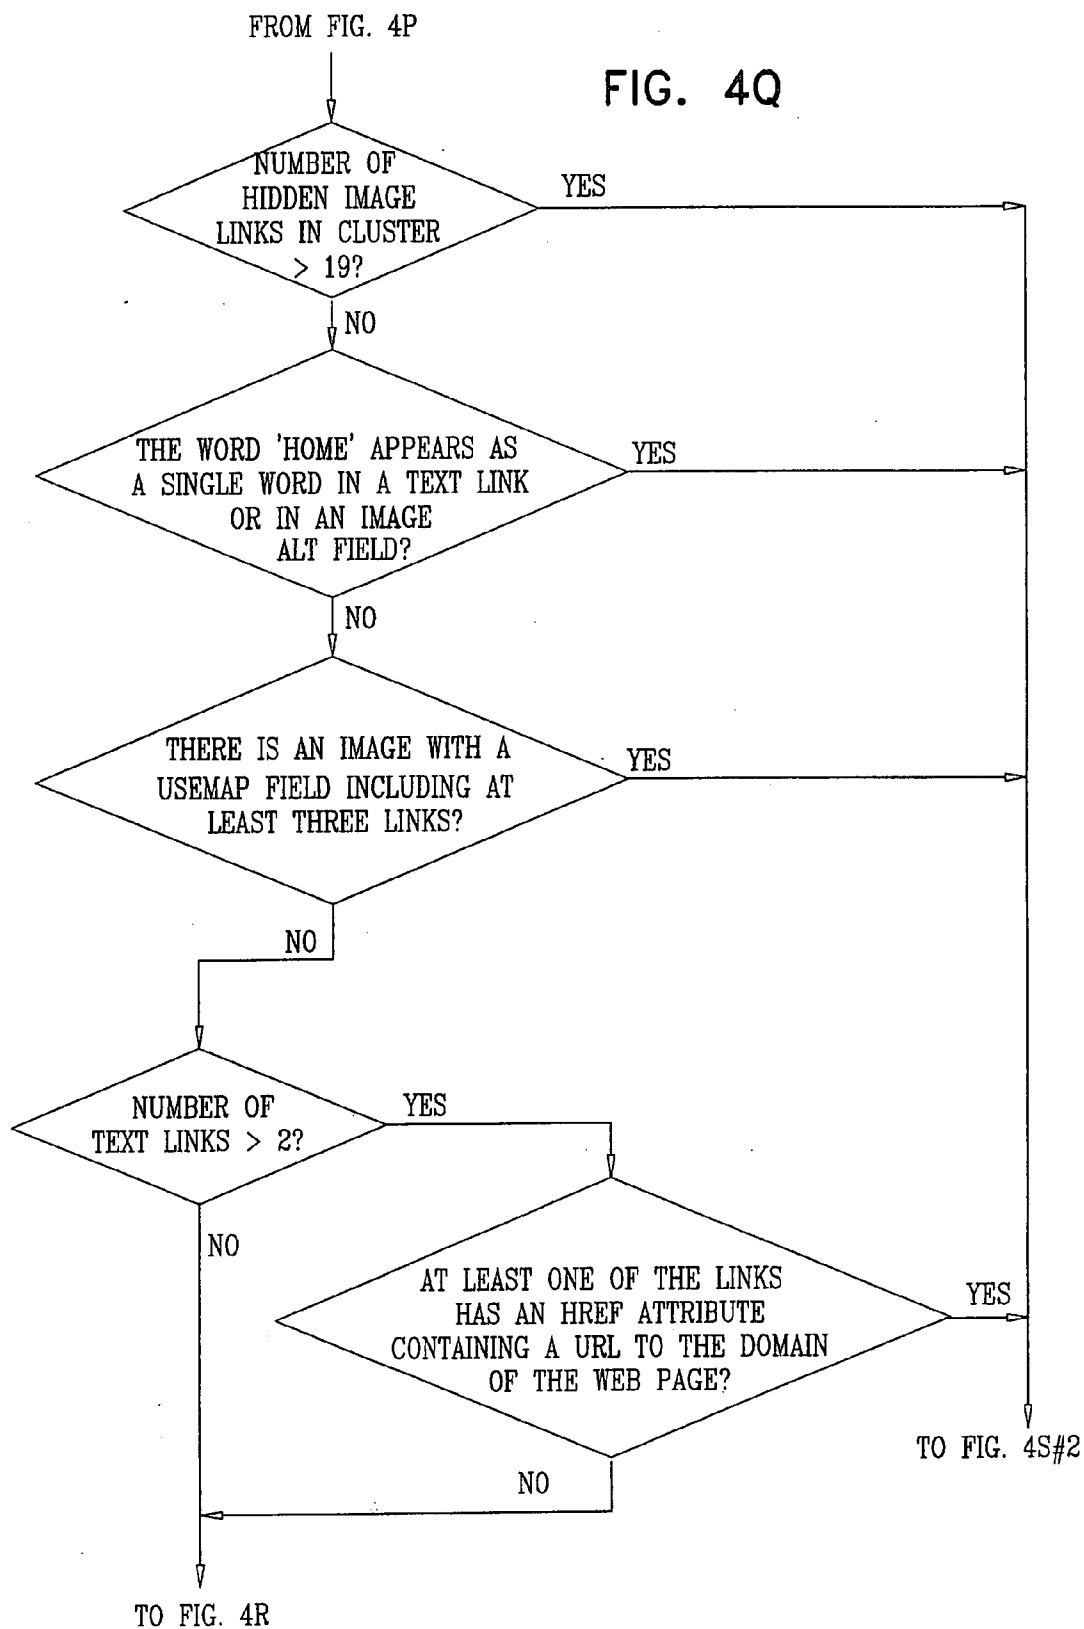 FROM FIG. 4P
FIG. 4Q
NUMBER OF
HIDDEN IMAGE
LINKS IN CLUSTER
> 19?
YES
NO
THE WORD 'HOME' APPEARS AS
A SINGLE WORD IN A TEXT LINK
OR IN AN IMAGE
ALT FIELD?
YES
NO
THERE IS AN IMAGE WITH A
USEMAP FIELD INCLUDING AT
LEAST THREE LINKS?
YES
NO
NUMBER OF
TEXT LINKS > 2?
YES
NO
AT LEAST ONE OF THE LINKS
HAS AN HREF ATTRIBUTE
CONTAINING A URL TO THE DOMAIN
OF THE WEB PAGE?
YES
TO FIG. 4S#2
NO
TO FIG. 4R